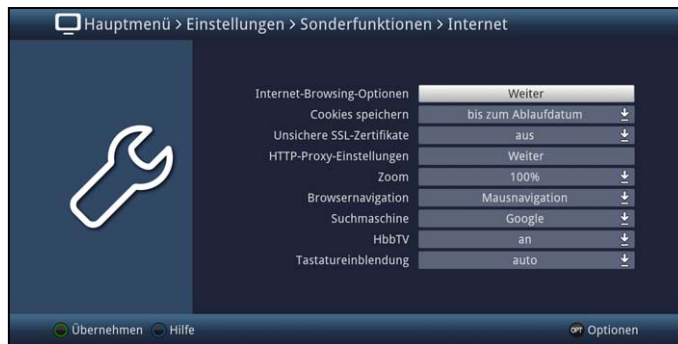 Hauptmenü > Einstellungen > Sonderfunktionen > Internet
Internet-Browsing-Optionen Weiter
Cookies speichern bis zum Ablaufdatum
Unsichere SSL-Zertifikate aus
HTTP-Proxy-Einstellungen Weiter
Zoom 100%
Browsernavigation Mausnavigation
Suchmaschine Google
HbbTV an
Tastatureinblendung auto
Übernehmen Hilfe OPT Optionen